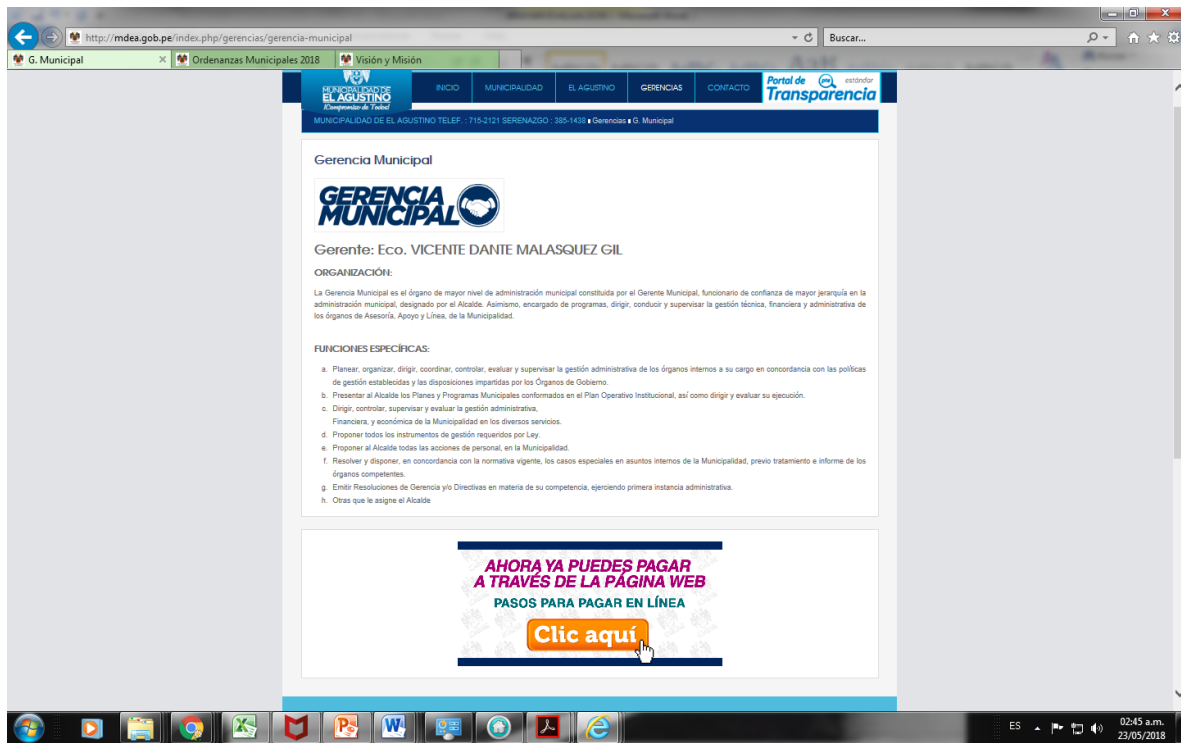 http://mdea.gob.pe/index.php/gerencias/gerencia-municipal
Buscar...
G. Municipal
Ordenanzas Municipales 2018
Visión y Misión
MUNICIPALIDAD DE
EL AGUSTINO
¡Compromiso de Todos!
INICIO
MUNICIPALIDAD
EL AGUSTINO
GERENCIAS
CONTACTO
Portal de pte estándar
Transparencia
MUNICIPALIDAD DE EL AGUSTINO TELEF. : 715-2121 SERENAZGO : 385-1438 Gerencias G. Municipal
Gerencia Municipal
GERENCIA
MUNICIPAL
Gerente: Eco. VICENTE DANTE MALASQUEZ GIL
ORGANIZACIÓN:
La Gerencia Municipal es el órgano de mayor nivel de administración municipal constituida por el Gerente Municipal, funcionario de confianza de mayor jerarquía en la
administración municipal, designado por el Alcalde. Asimismo, encargado de programas, dirigir, conducir y supervisar la gestión técnica, financiera y administrativa de
los órganos de Asesoría, Apoyo y Línea, de la Municipalidad.
FUNCIONES ESPECÍFICAS:
a. Planear, organizar, dirigir, coordinar, controlar, evaluar y supervisar la gestión administrativa de los órganos internos a su cargo en concordancia con las políticas
de gestión establecidas y las disposiciones impartidas por los Órganos de Gobierno.
b. Presentar al Alcalde los Planes y Programas Municipales conformados en el Plan Operativo Institucional, así como dirigir y evaluar su ejecución.
c. Dirigir, controlar, supervisar y evaluar la gestión administrativa,
Financiera, y económica de la Municipalidad en los diversos servicios.
d. Proponer todos los instrumentos de gestión requeridos por Ley.
e. Proponer al Alcalde todas las acciones de personal, en la Municipalidad.
f. Resolver y disponer, en concordancia con la normativa vigente, los casos especiales en asuntos internos de la Municipalidad, previo tratamiento e informe de los
órganos competentes.
g. Emitir Resoluciones de Gerencia y/o Directivas en materia de su competencia, ejerciendo primera instancia administrativa.
h. Otras que le asigne el Alcalde
AHORA YA PUEDES PAGAR
A TRAVÉS DE LA PÁGINA WEB
PASOS PARA PAGAR EN LÍNEA
Clic aquí
ES
02:45 a.m.
23/05/2018